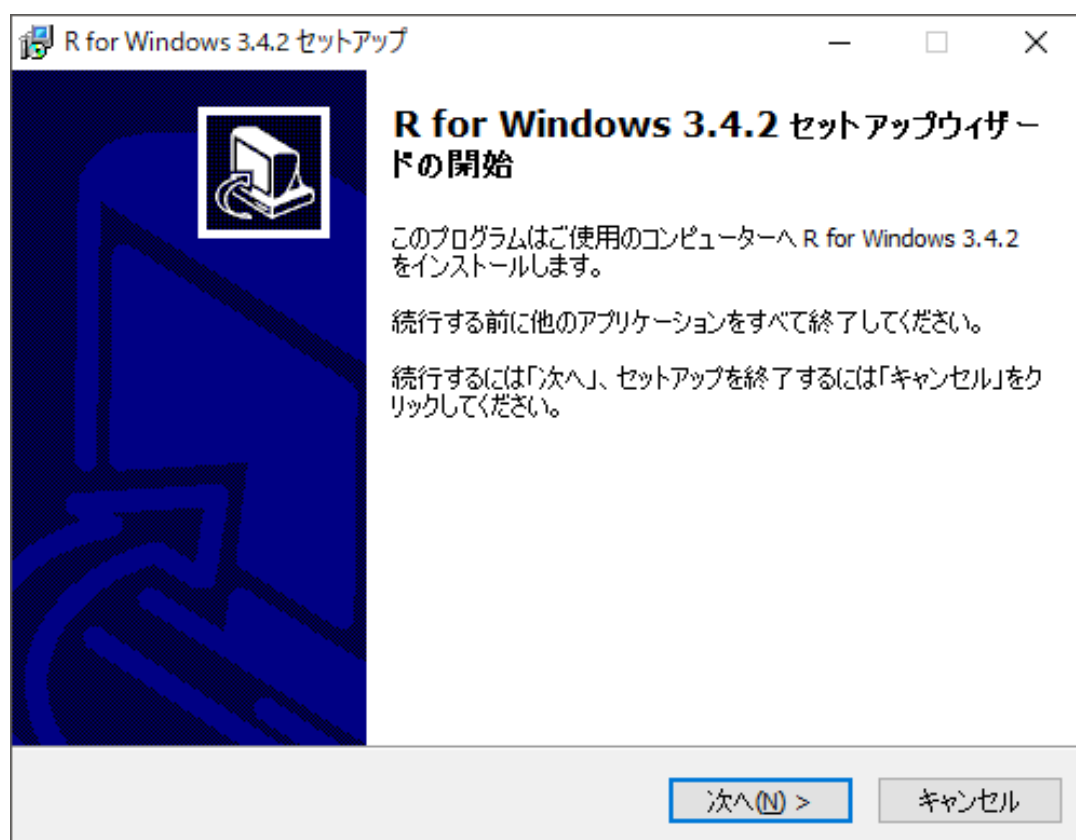 R for Windows 3.4.2 セットアップ
R for Windows 3.4.2 セットアップウィザー
ドの開始
このプログラムはご使用のコンピューターへ R for Windows 3.4.2
をインストールします。
続行する前に他のアプリケーションをすべて終了してください。
続行するには「次へ」、セットアップを終了するには「キャンセル」をク
リックしてください。
次へ(N) >
キャンセル